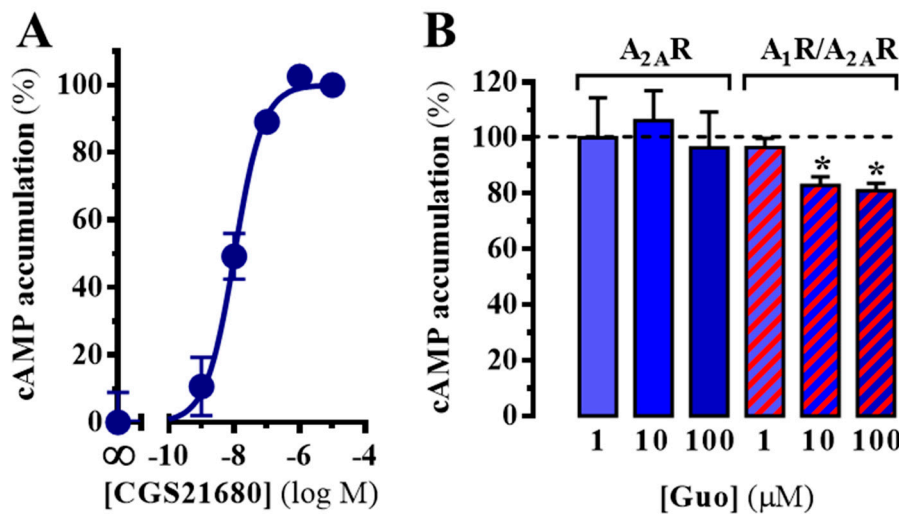 A
cAMP accumulation (%)
100
80
60
40
20
0
∞ -10 -8 -6 -4
[CGS21680] (log M)
B
A2AR A1R/A2AR
cAMP accumulation (%)
120
100
80
60
40
20
0
* *
1 10 100 1 10 100
[Guo] (μM)